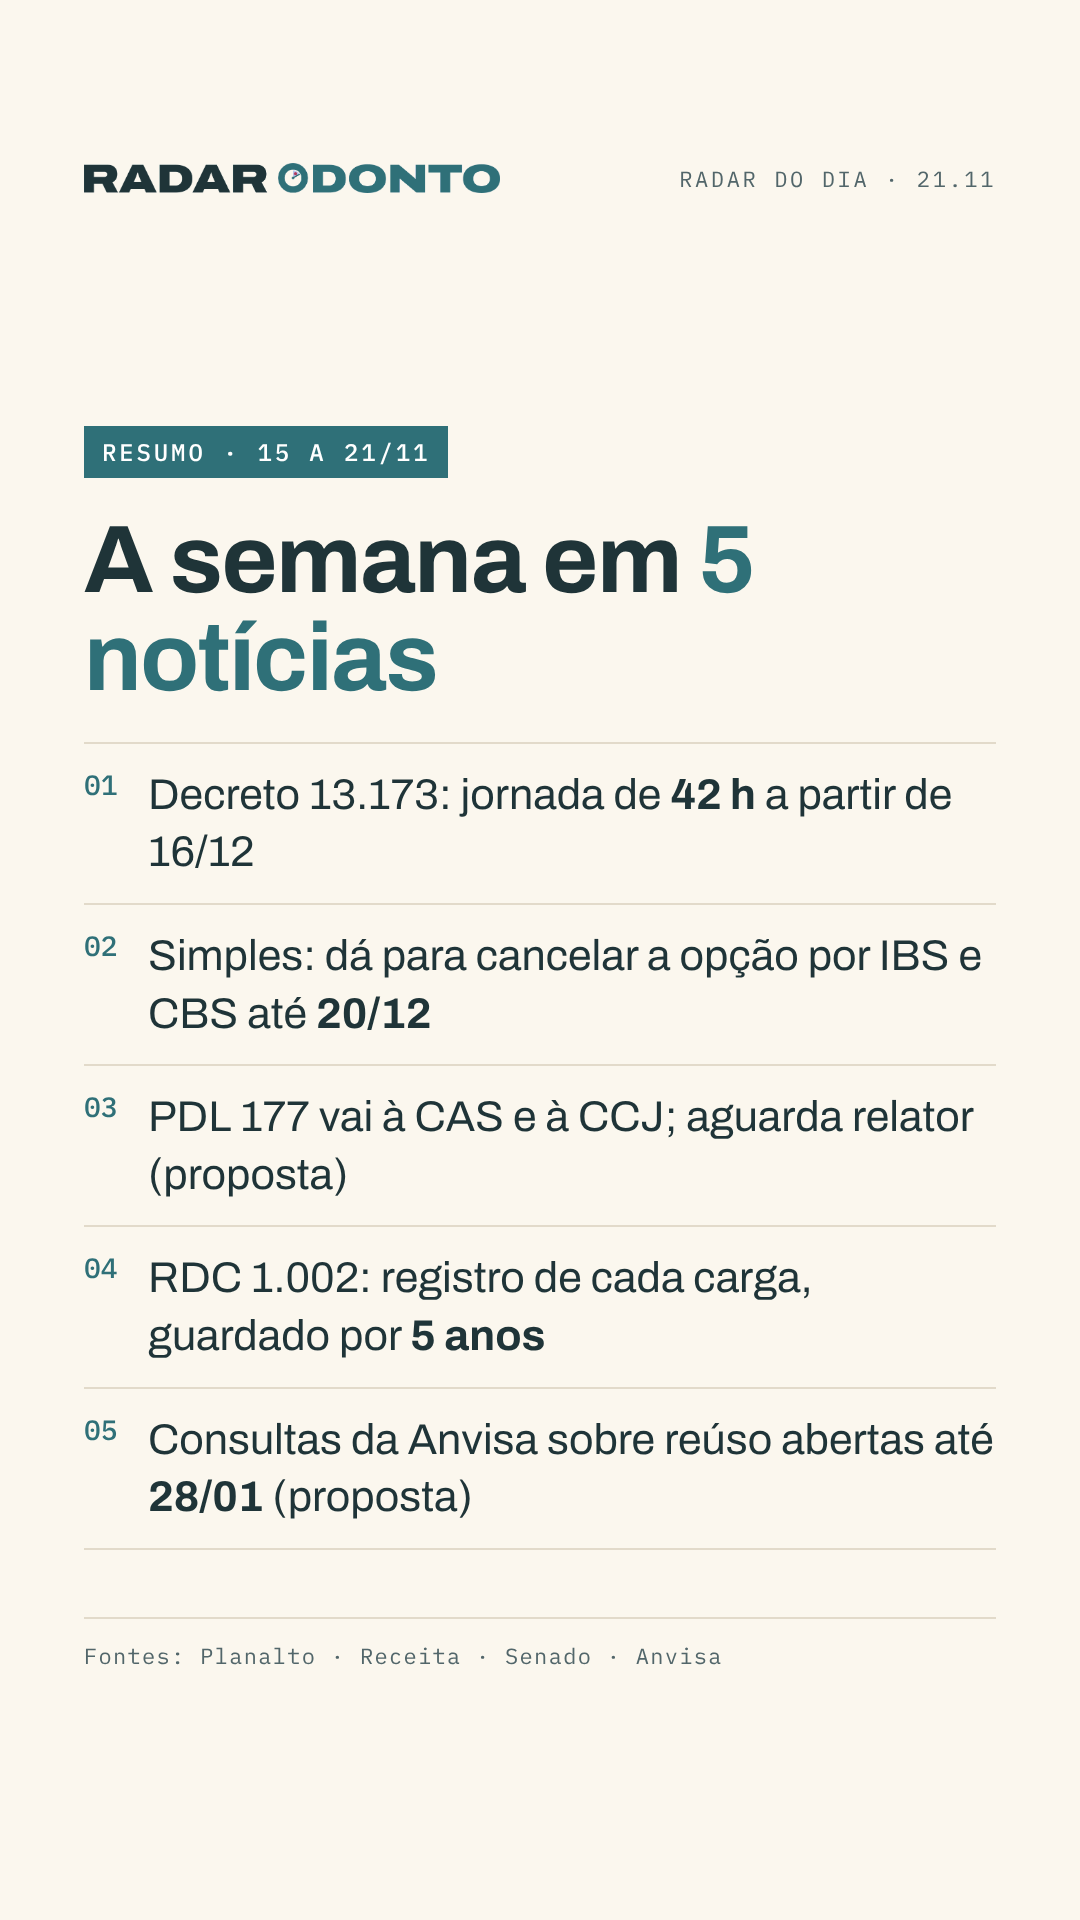 RADAR ODONTO
RADAR DO DIA · 21.11
RESUMO · 15 A 21/11
A semana em 5
notícias
01 Decreto 13.173: jornada de 42 h a partir de
16/12
02 Simples: dá para cancelar a opção por IBS e
CBS até 20/12
03 PDL 177 vai à CAS e à CCJ; aguarda relator
(proposta)
04 RDC 1.002: registro de cada carga,
guardado por 5 anos
05 Consultas da Anvisa sobre reúso abertas até
28/01 (proposta)
Fontes: Planalto · Receita · Senado · Anvisa